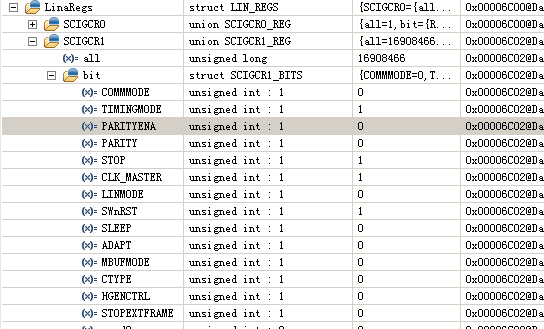 LinaRegs struct LIN_REGS {SCIGCR0={all... 0x00006C00@Da
SCIGCR0 union SCIGCR0_REG {all=1,bit={R... 0x00006C00@Da
SCIGCR1 union SCIGCR1_REG {all=16908466... 0x00006C02@Da
(x)= all unsigned long 16908466 0x00006C02@Da
bit struct SCIGCR1_BITS {COMMMODE=0,T... 0x00006C02@Da
(x)= COMMMODE unsigned int : 1 0 0x00006C02@Da
(x)= TIMINGMODE unsigned int : 1 1 0x00006C02@Da
(x)= PARITYENA unsigned int : 1 0 0x00006C02@Da
(x)= PARITY unsigned int : 1 0 0x00006C02@Da
(x)= STOP unsigned int : 1 1 0x00006C02@Da
(x)= CLK_MASTER unsigned int : 1 1 0x00006C02@Da
(x)= LINMODE unsigned int : 1 0 0x00006C02@Da
(x)= SWnRST unsigned int : 1 1 0x00006C02@Da
(x)= SLEEP unsigned int : 1 0 0x00006C02@Da
(x)= ADAPT unsigned int : 1 0 0x00006C02@Da
(x)= MBUFMODE unsigned int : 1 0 0x00006C02@Da
(x)= CTYPE unsigned int : 1 0 0x00006C02@Da
(x)= HGENCTRL unsigned int : 1 0 0x00006C02@Da
(x)= STOPEXTFRAME unsigned int : 1 0 0x00006C02@Da